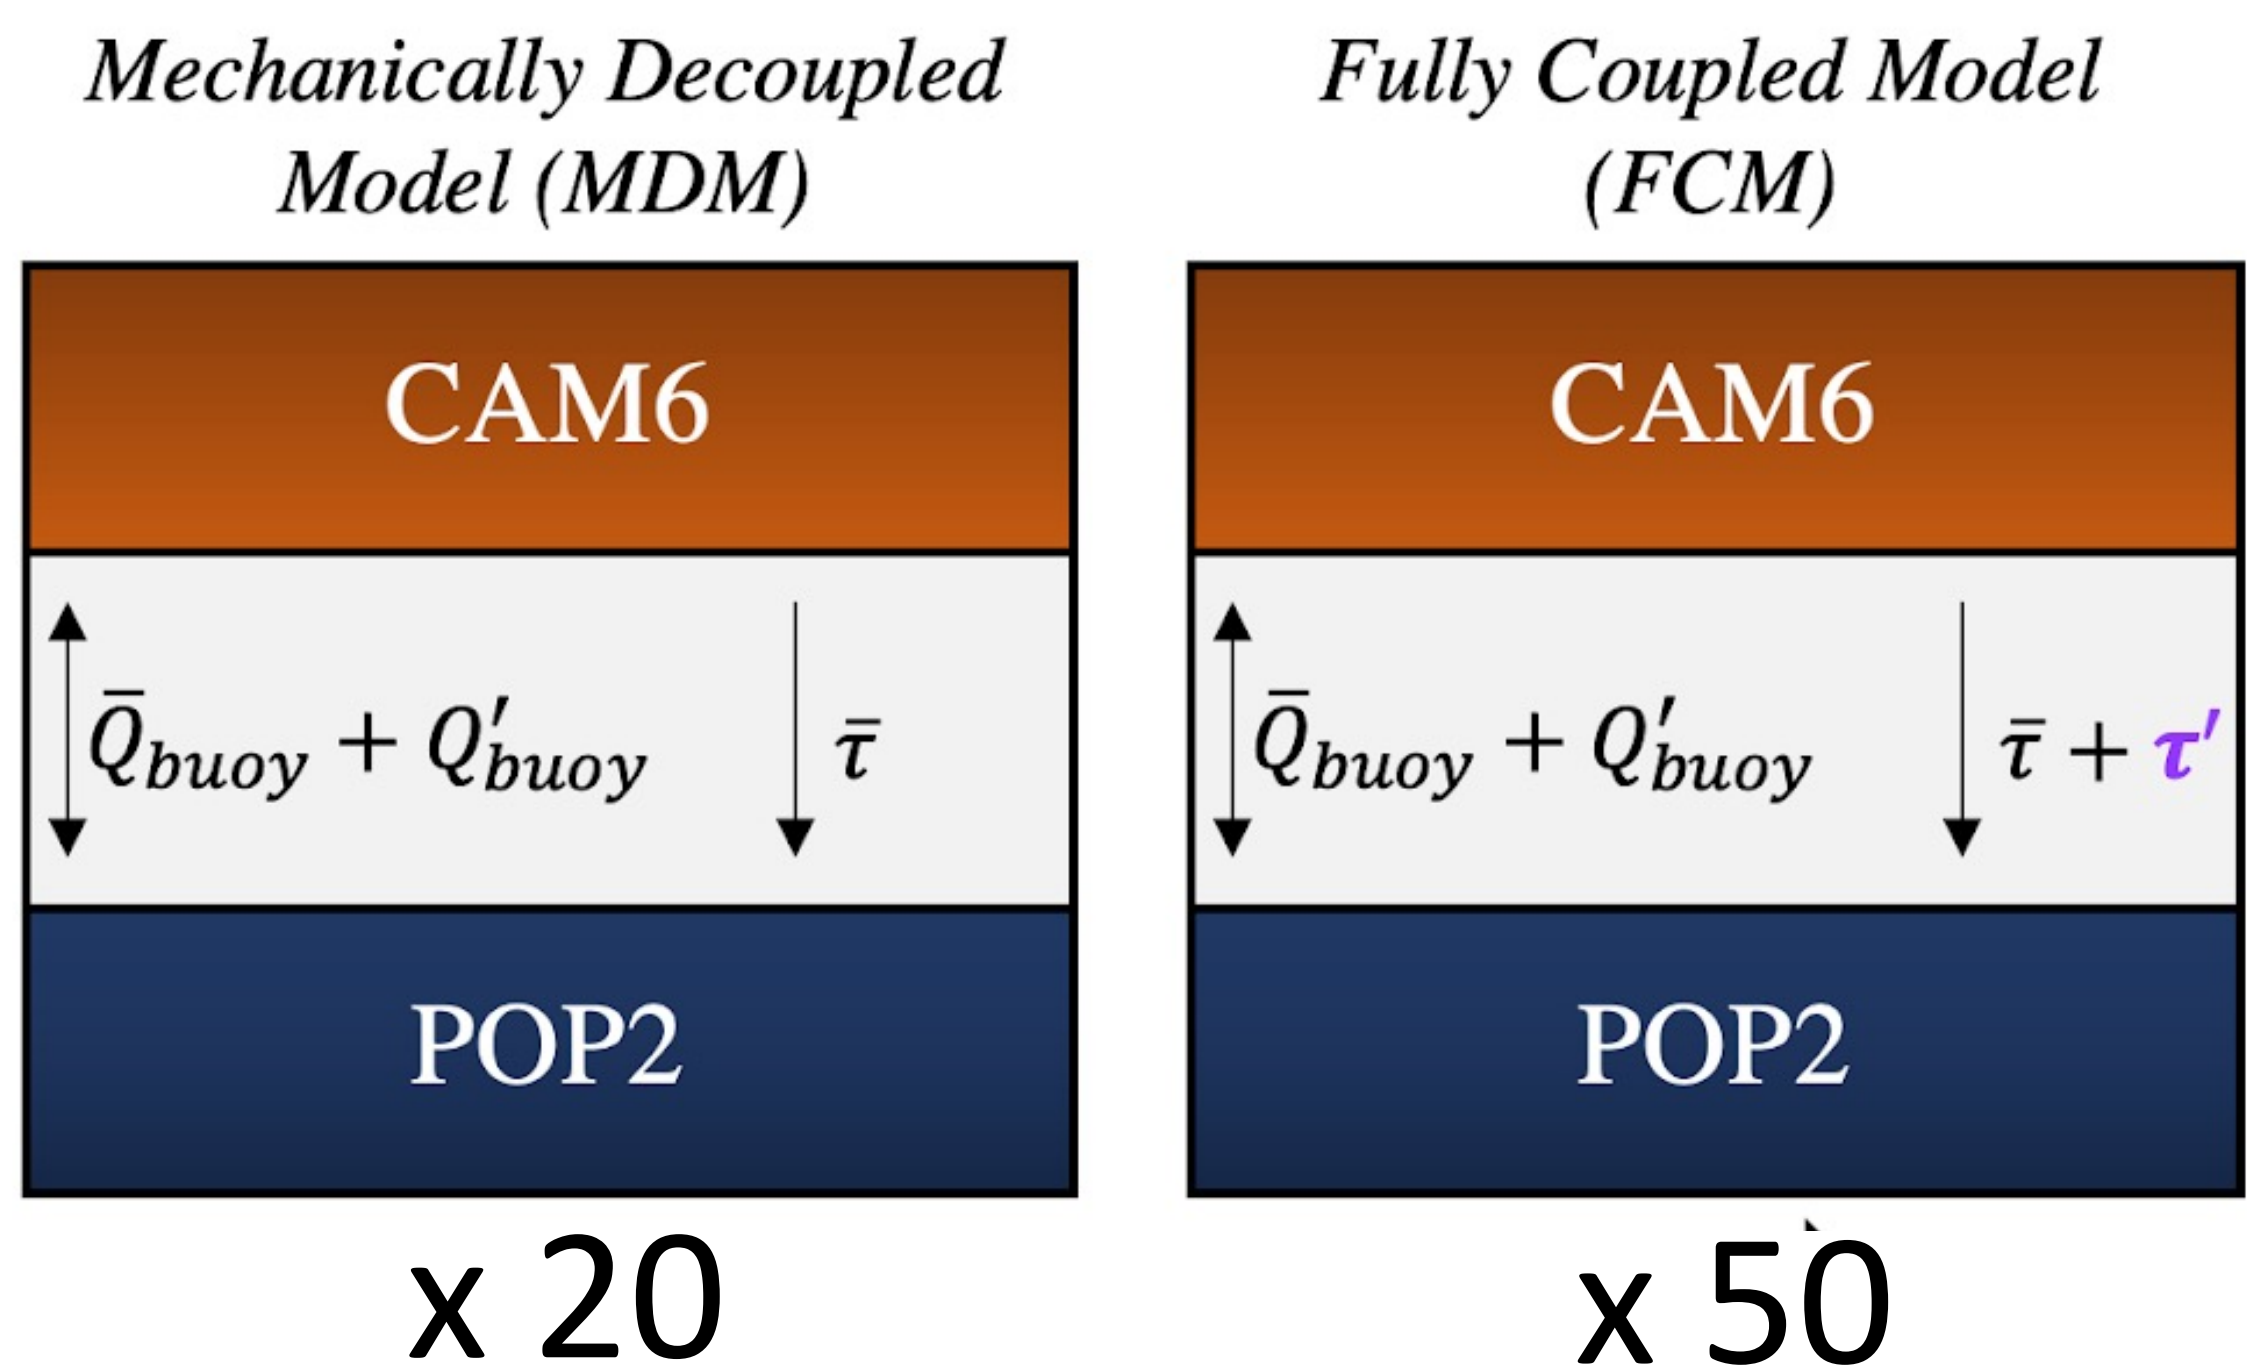 Mechanically Decoupled
Model (MDM)
CAM6
Q̄buoy + Q′buoy
τ̄
POP2
x 20
Fully Coupled Model
(FCM)
CAM6
Q̄buoy + Q′buoy
τ̄ + τ′
POP2
x 50